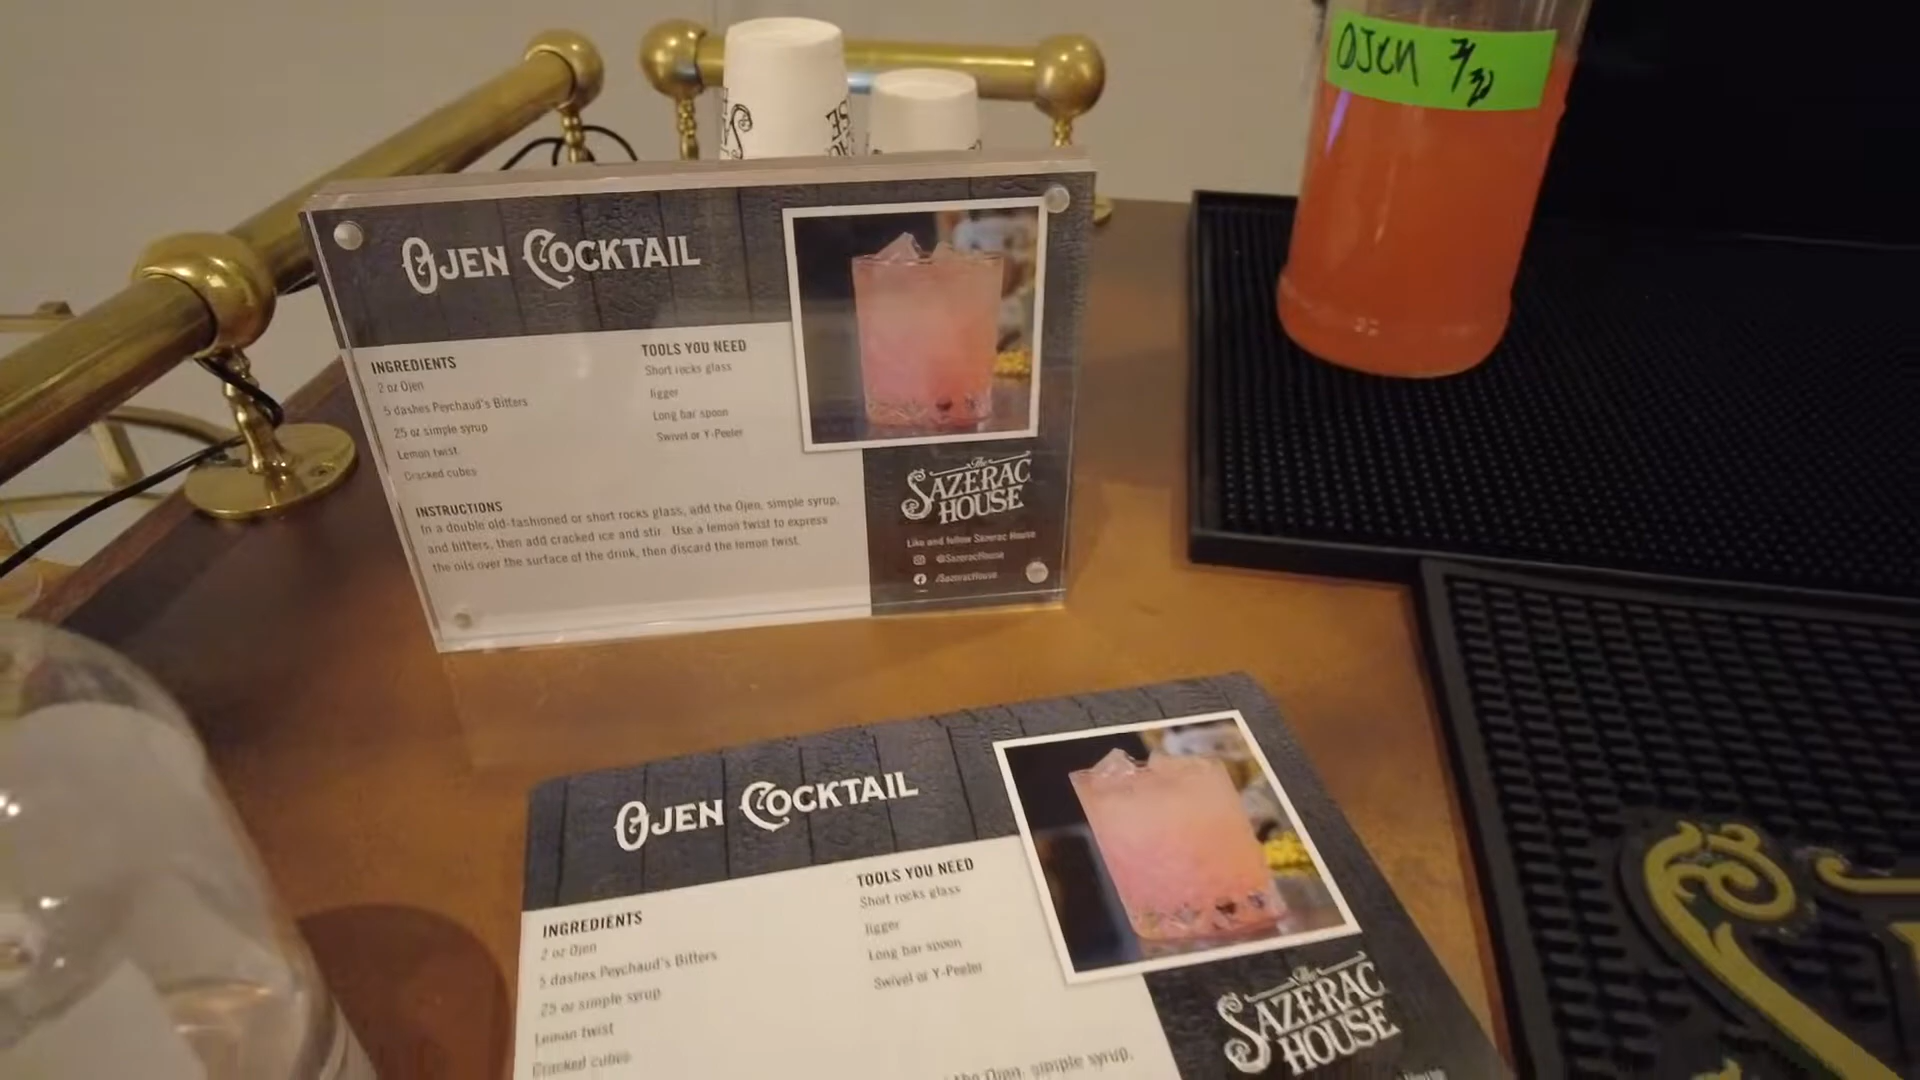 OJEN 7/30
OJEN COCKTAIL
INGREDIENTS
2 oz Ojen
5 dashes Peychaud's Bitters
.25 oz simple syrup
Lemon twist
Cracked cubes
TOOLS YOU NEED
Short rocks glass
Jigger
Long bar spoon
Swivel or Y-Peeler
INSTRUCTIONS
In a double old-fashioned or short rocks glass, add the Ojen, simple syrup,
and bitters, then add cracked ice and stir. Use a lemon twist to express
the oils over the surface of the drink, then discard the lemon twist.
The
SAZERAC
HOUSE
Like and follow Sazerac House
@SazeracHouse
/SazeracHouse
OJEN COCKTAIL
INGREDIENTS
2 oz Ojen
5 dashes Peychaud's Bitters
.25 oz simple syrup
Lemon twist
Cracked cubes
TOOLS YOU NEED
Short rocks glass
Jigger
Long bar spoon
Swivel or Y-Peeler
the Ojen, simple syrup,
The
SAZERAC
HOUSE